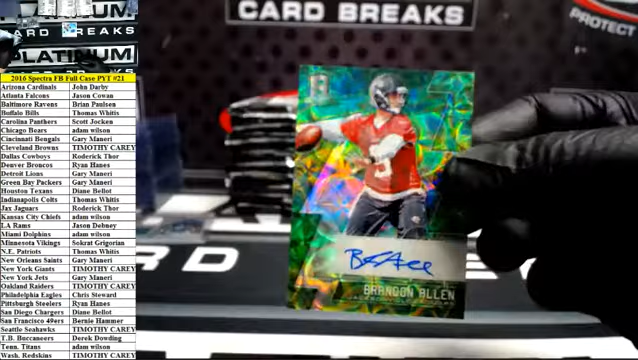 CARD BREAKS
PROTECT
PLATINUM
CARD BREAKS
PLATINUM
2016 Spectra FB Full Case PYT #21
Arizona Cardinals John Darby
Atlanta Falcons Jason Cowan
Baltimore Ravens Brian Paulsen
Buffalo Bills Thomas Whitis
Carolina Panthers Scott Jocken
Chicago Bears adam wilson
Cincinnati Bengals Gary Maneri
Cleveland Browns TIMOTHY CAREY
Dallas Cowboys Roderick Thor
Denver Broncos Ryan Hanes
Detroit Lions Gary Maneri
Green Bay Packers Gary Maneri
Houston Texans Diane Bellot
Indianapolis Colts Thomas Whitis
Jax Jaguars Roderick Thor
Kansas City Chiefs adam wilson
LA Rams Jason Debney
Miami Dolphins adam wilson
Minnesota Vikings Sokrat Grigorian
N.E. Patriots Thomas Whitis
New Orleans Saints Gary Maneri
New York Giants TIMOTHY CAREY
New York Jets Gary Maneri
Oakland Raiders TIMOTHY CAREY
Philadelphia Eagles Chris Steward
Pittsburgh Steelers Ryan Hanes
San Diego Chargers Diane Bellot
San Francisco 49ers Bernie Hammer
Seattle Seahawks TIMOTHY CAREY
T.B. Buccaneers Derek Dowding
Tenn. Titans adam wilson
Wash. Redskins TIMOTHY CAREY
BRANDON ALLEN